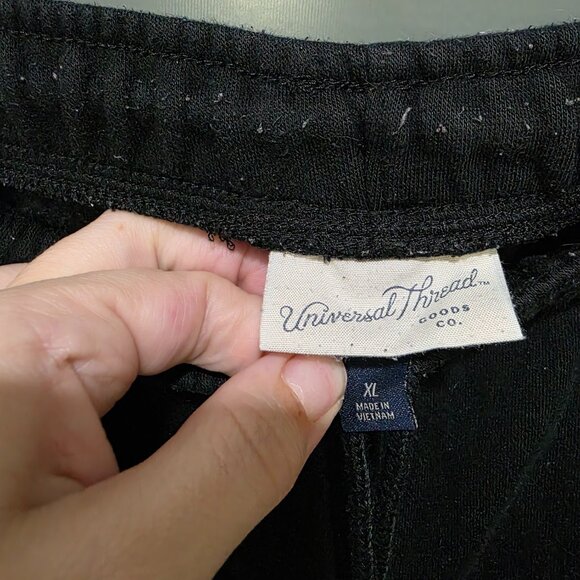 Universal Thread™
GOODS
CO.
XL
MADE IN
VIETNAM